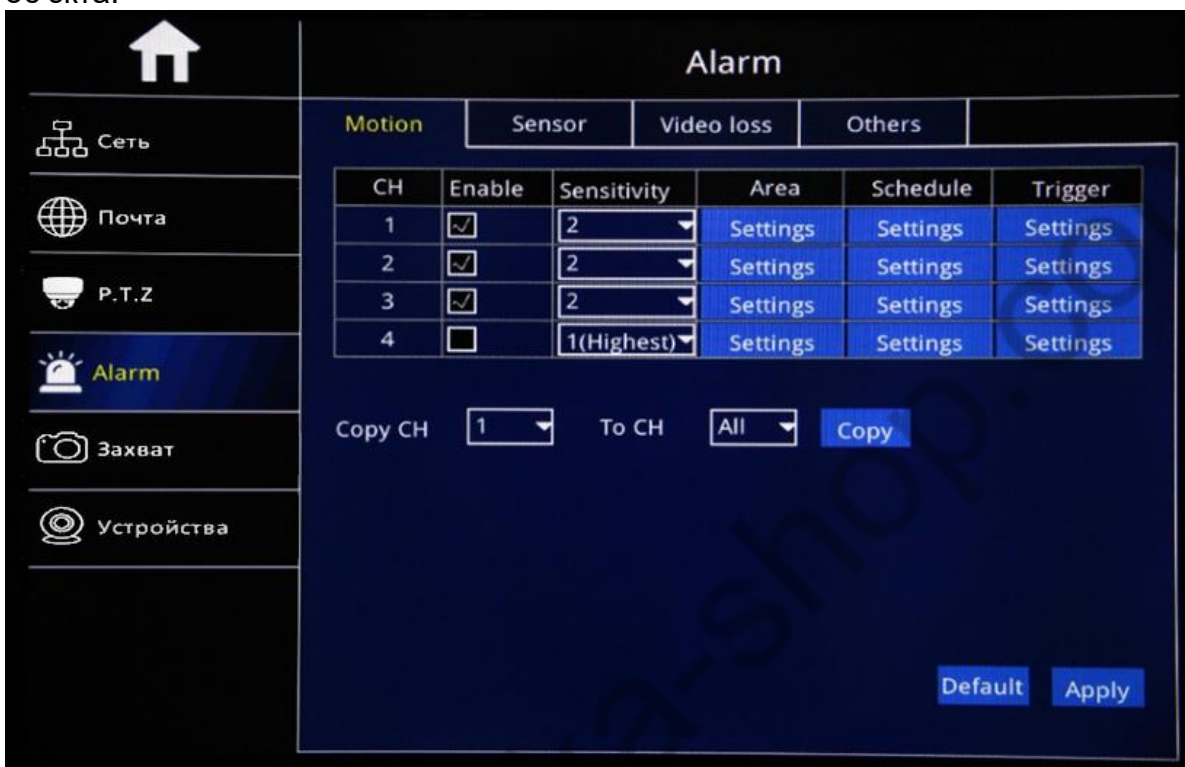 Alarm
Сеть
Почта
P.T.Z
Alarm
Захват
Устройства
Motion Sensor Video loss Others
CH Enable Sensitivity Area Schedule Trigger
1 2 Settings Settings Settings
2 2 Settings Settings Settings
3 2 Settings Settings Settings
4 1(Highest) Settings Settings Settings
Copy CH 1 To CH All Copy
Default Apply